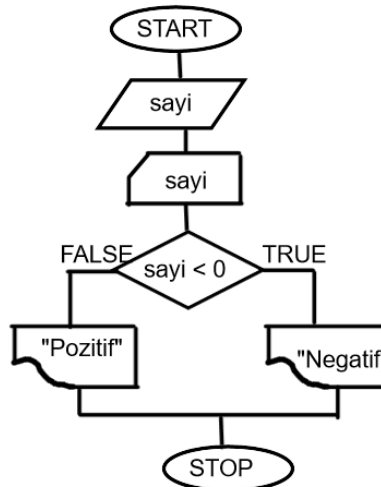 START
sayi
sayi
FALSE
TRUE
sayi < 0
"Pozitif"
"Negatif
STOP